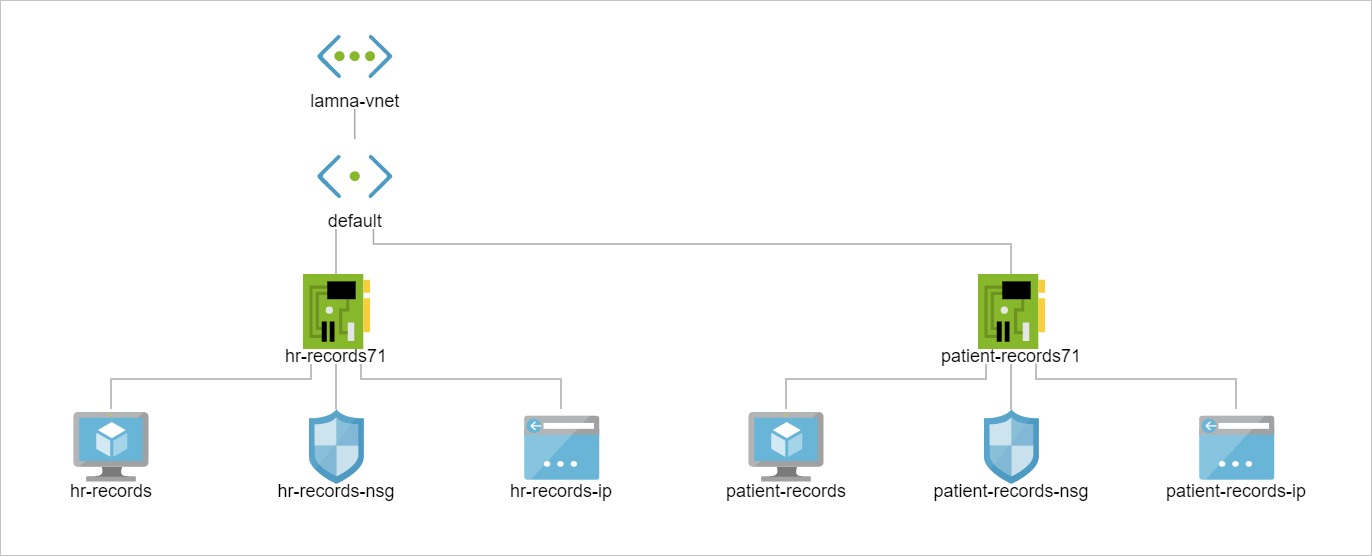 lamna-vnet
default
hr-records71
patient-records71
hr-records
hr-records-nsg
hr-records-ip
patient-records
patient-records-nsg
patient-records-ip